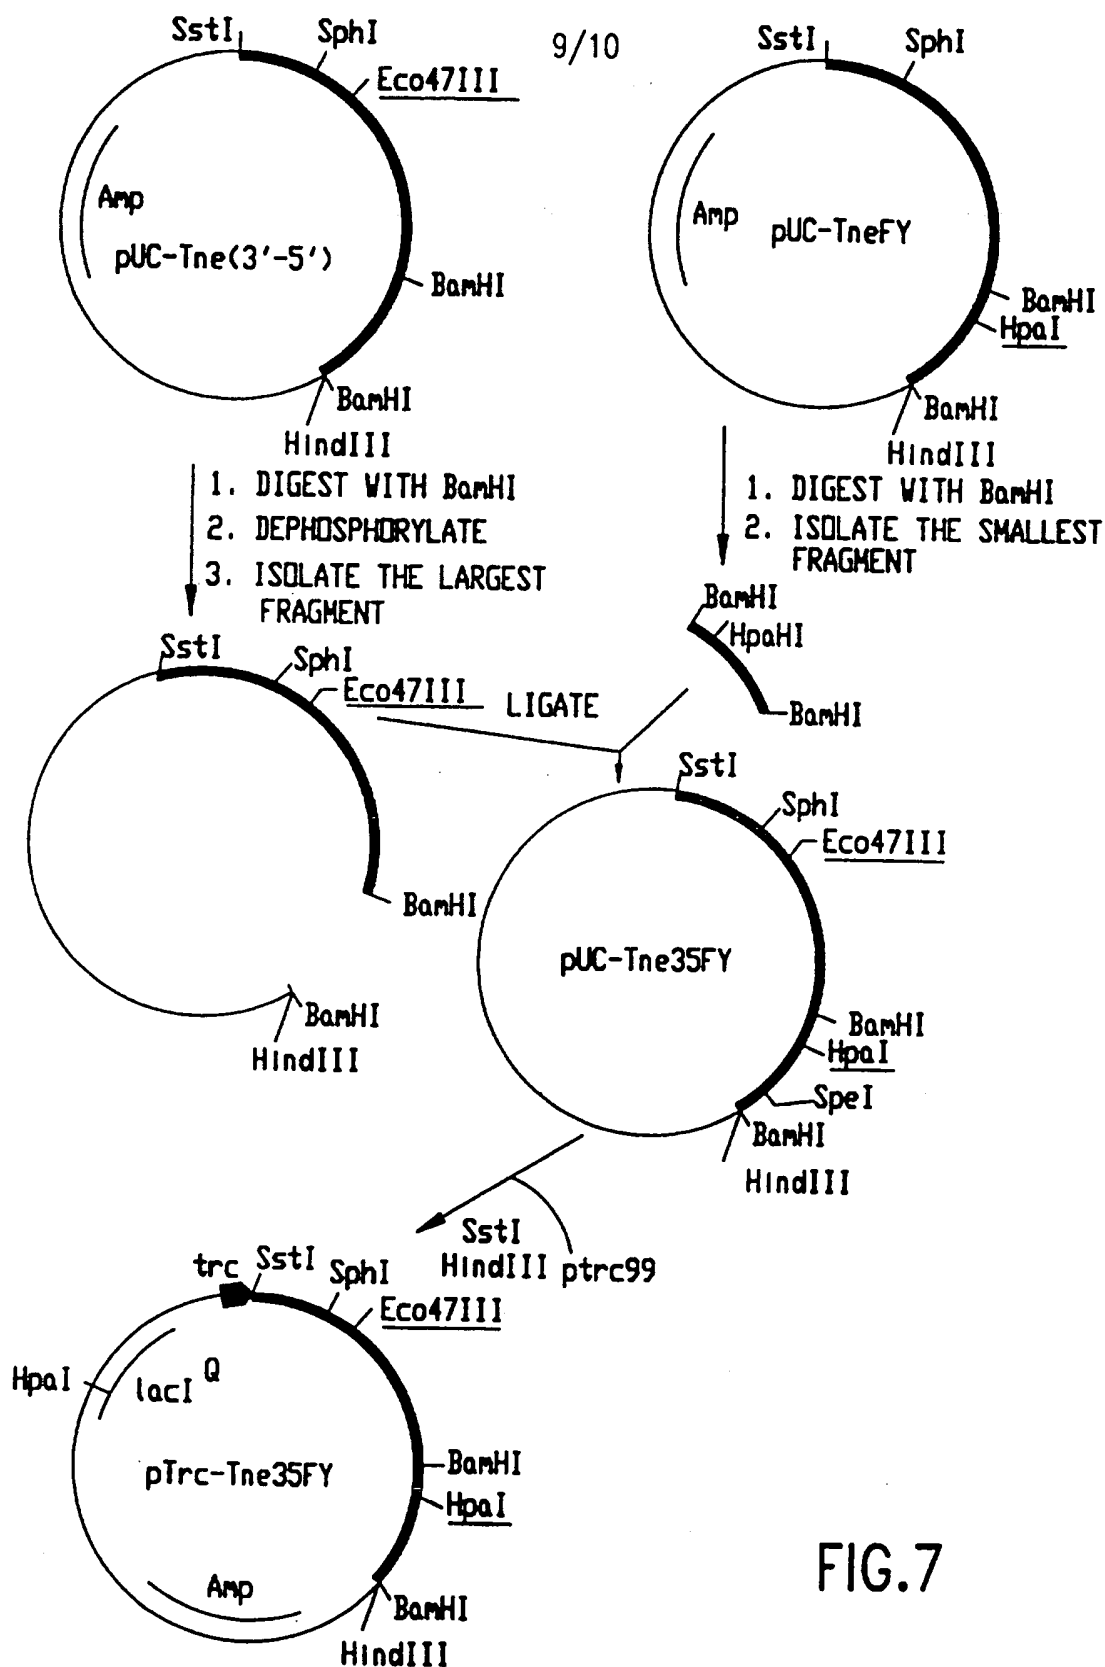 9/10
SstI
SphI
Eco47III
Amp
pUC-Tne(3'-5')
BamHI
BamHI
HindIII
SstI
SphI
Amp
pUC-TneFY
BamHI
HpaI
BamHI
HindIII
1. DIGEST WITH BamHI
2. DEPHOSPHORYLATE
3. ISOLATE THE LARGEST
FRAGMENT
1. DIGEST WITH BamHI
2. ISOLATE THE SMALLEST
FRAGMENT
BamHI
HpaHI
BamHI
SstI
SphI
Eco47III
LIGATE
BamHI
BamHI
HindIII
SstI
SphI
Eco47III
pUC-Tne35FY
BamHI
HpaI
SpeI
BamHI
HindIII
SstI
HindIII
ptrc99
trc
SstI
SphI
Eco47III
HpaI
lacI Q
pTrc-Tne35FY
BamHI
HpaI
Amp
BamHI
HindIII
FIG.7